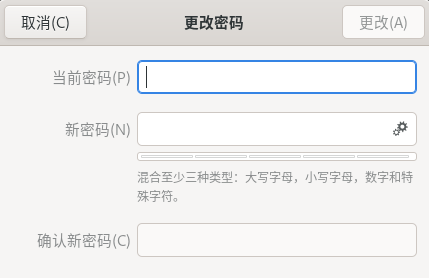 取消(C)
更改密码
更改(A)
当前密码(P)
新密码(N)
混合至少三种类型：大写字母，小写字母，数字和特
殊字符。
确认新密码(C)